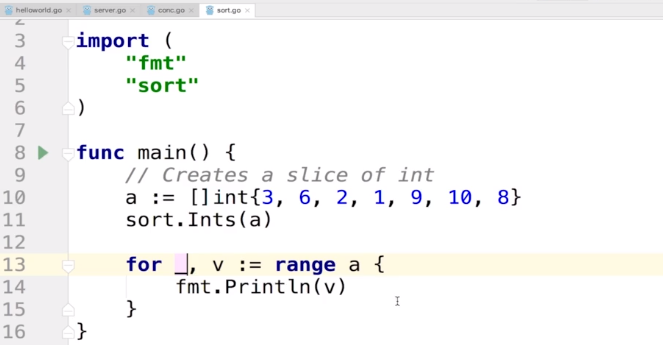 helloworld.go × server.go × conc.go × sort.go ×
2
3 import (
4 "fmt"
5 "sort"
6 )
7
8 func main() {
9 // Creates a slice of int
10 a := []int{3, 6, 2, 1, 9, 10, 8}
11 sort.Ints(a)
12
13 for _, v := range a {
14 fmt.Println(v)
15 }
16 }